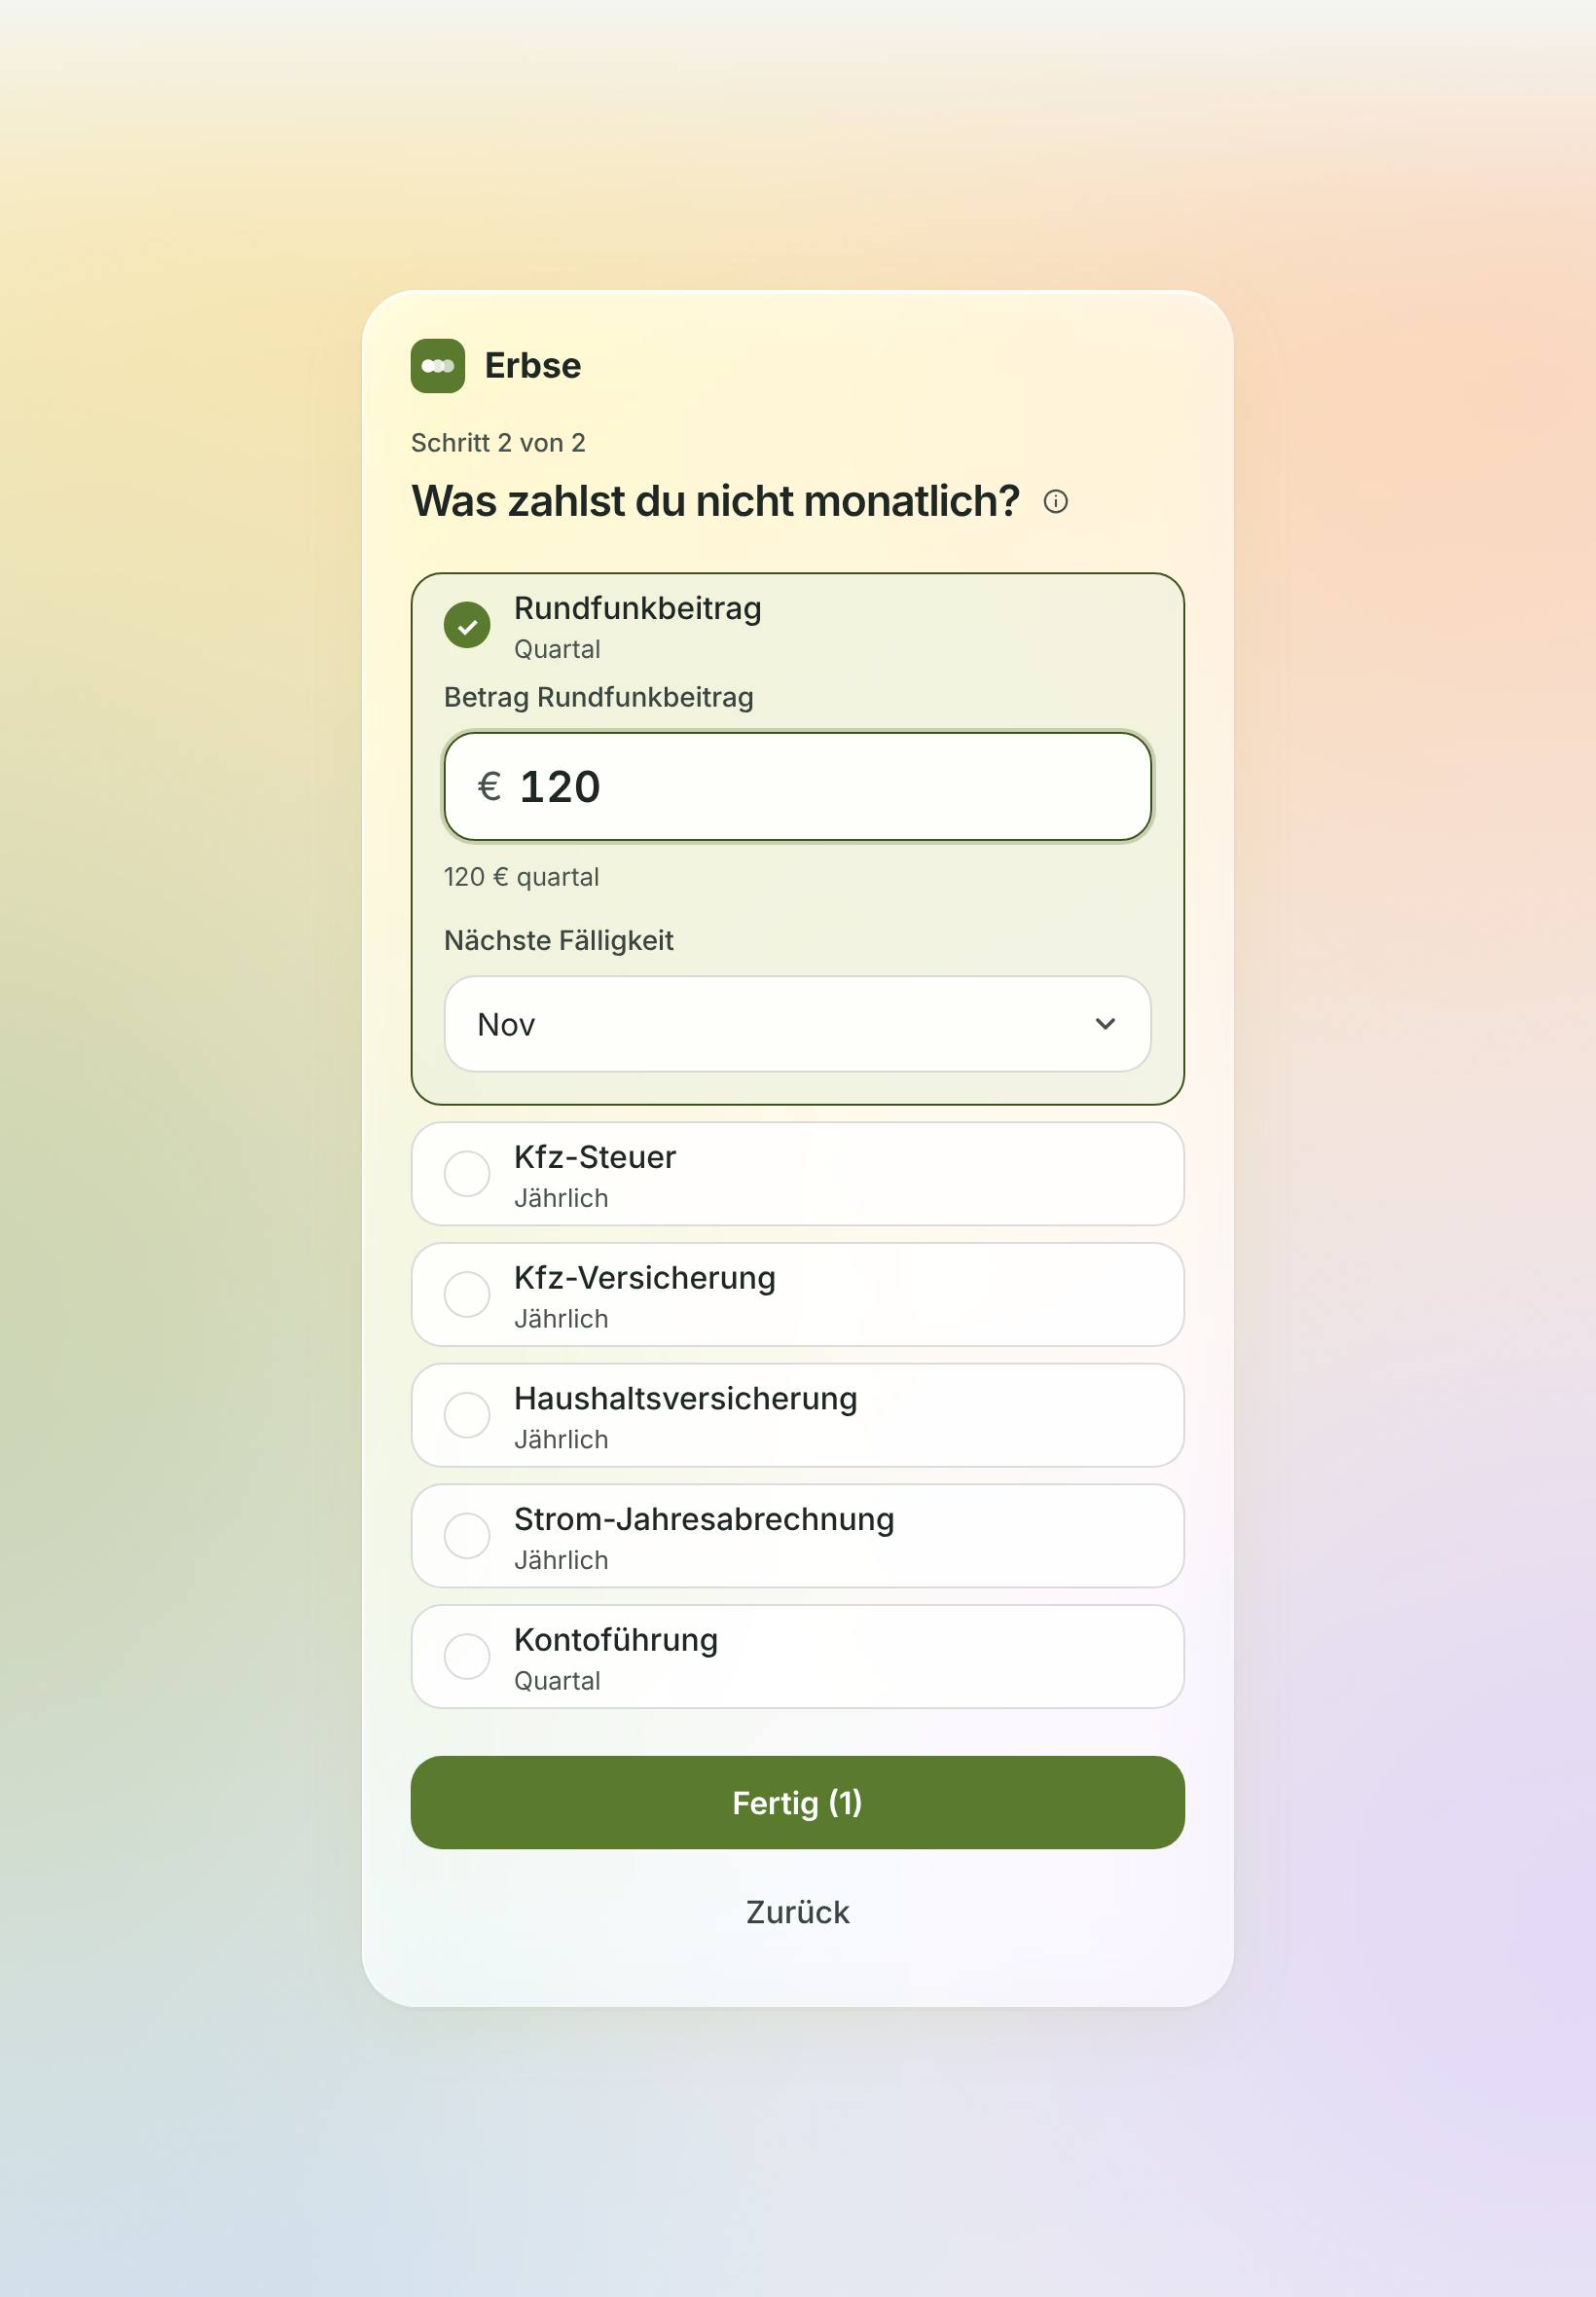 Erbse
Schritt 2 von 2
Was zahlst du nicht monatlich?
Rundfunkbeitrag
Quartal
Betrag Rundfunkbeitrag
€ 120
120 € quartal
Nächste Fälligkeit
Nov
Kfz-Steuer
Jährlich
Kfz-Versicherung
Jährlich
Haushaltsversicherung
Jährlich
Strom-Jahresabrechnung
Jährlich
Kontoführung
Quartal
Fertig (1)
Zurück